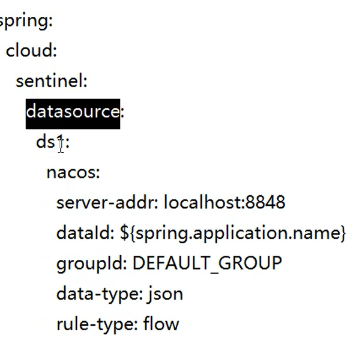 spring:
cloud:
sentinel:
datasource:
ds1:
nacos:
server-addr: localhost:8848
dataId: ${spring.application.name}
groupId: DEFAULT_GROUP
data-type: json
rule-type: flow